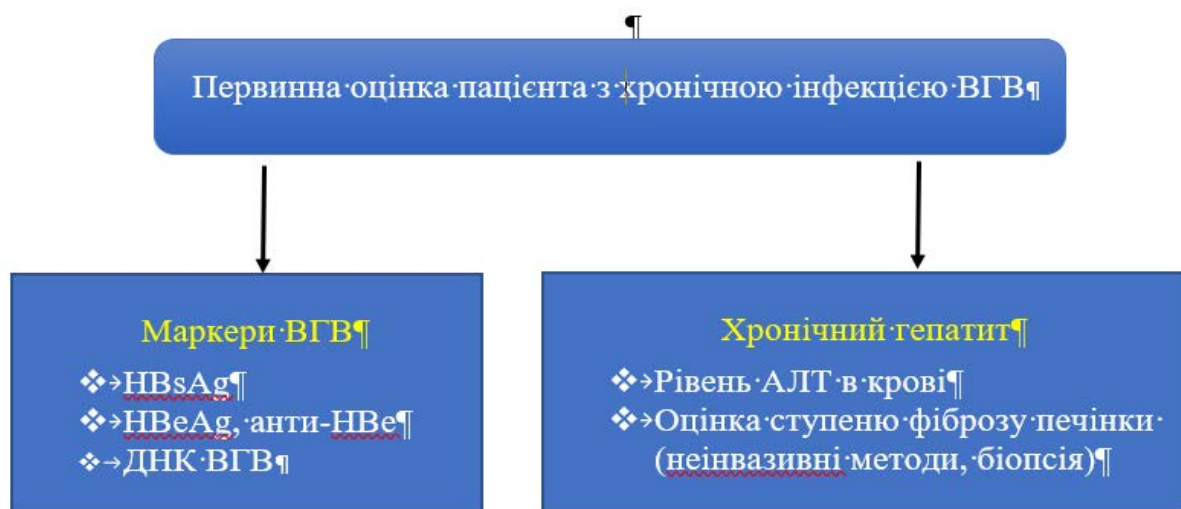 Первинна оцінка пацієнта з хронічною інфекцією ВГВ
Маркери ВГВ
HBsAg
HBeAg, анти-HBe
ДНК ВГВ
Хронічний гепатит
Рівень АЛТ в крові
Оцінка ступеню фіброзу печінки
(неінвазивні методи, біопсія)